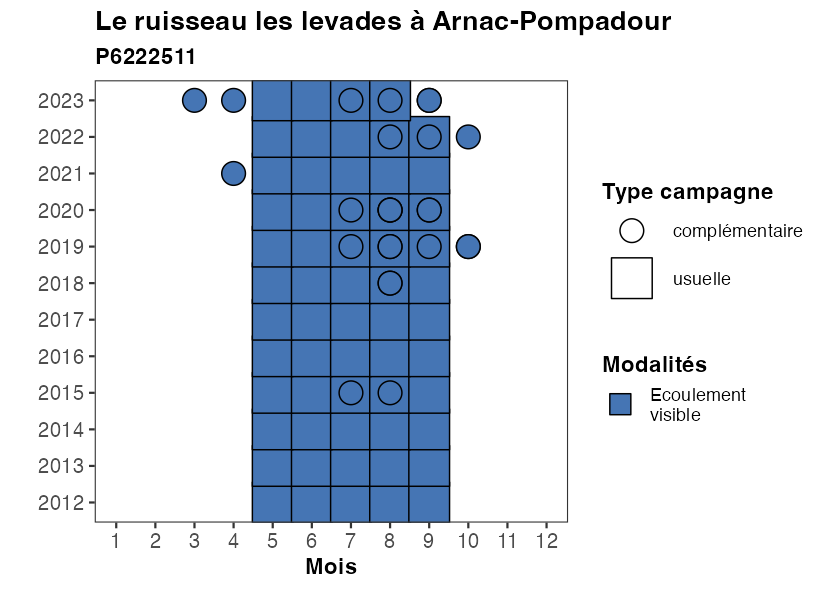 Le ruisseau les levades à Arnac-Pompadour
P6222511
2023
2022
2021
2020
2019
2018
2017
2016
2015
2014
2013
2012
1 2 3 4 5 6 7 8 9 10 11 12
Mois
Type campagne
complémentaire
usuelle
Modalités
Ecoulement
visible